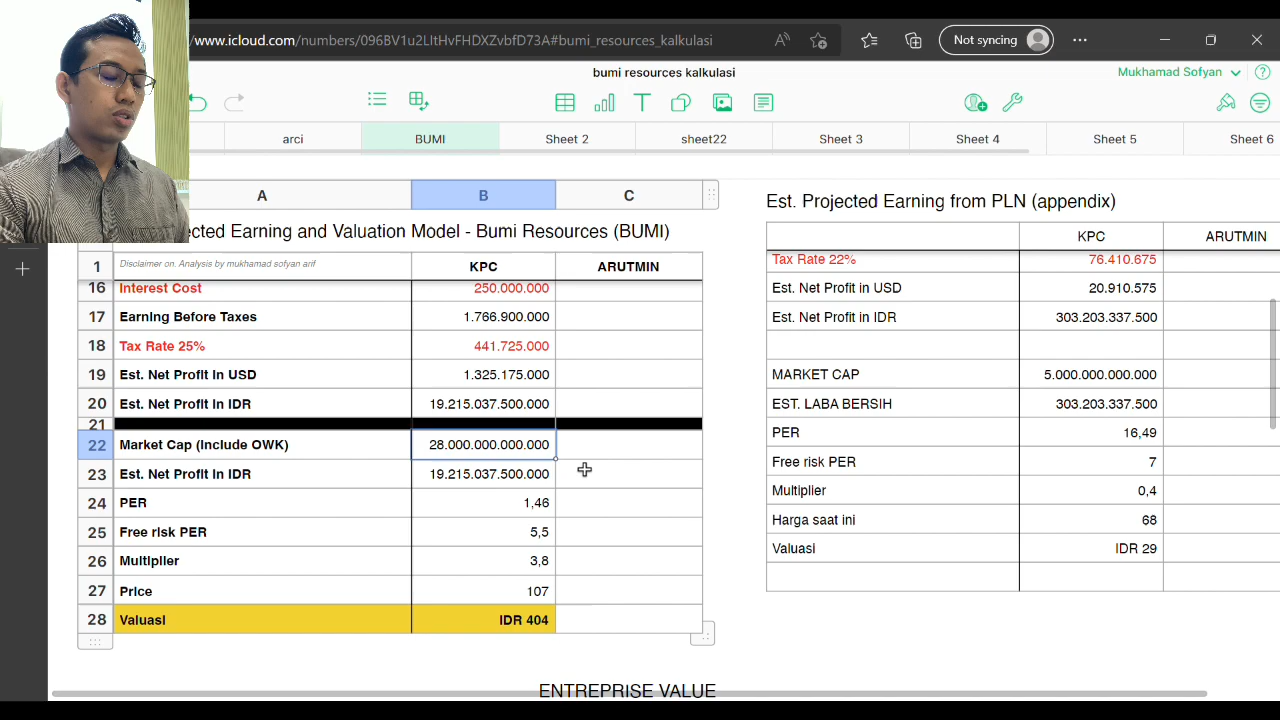 www.icloud.com/numbers/096BV1u2LItHvFHDXZvbfD73A#bumi_resources_kalkulasi
Not syncing
bumi resources kalkulasi
Mukhamad Sofyan
arci
BUMI
Sheet 2
sheet22
Sheet 3
Sheet 4
Sheet 5
Sheet 6
A
B
C
ected Earning and Valuation Model - Bumi Resources (BUMI)
1 Disclaimer on. Analysis by mukhamad sofyan arif KPC ARUTMIN
16 Interest Cost 250.000.000
17 Earning Before Taxes 1.766.900.000
18 Tax Rate 25% 441.725.000
19 Est. Net Profit in USD 1.325.175.000
20 Est. Net Profit in IDR 19.215.037.500.000
21
22 Market Cap (Include OWK) 28.000.000.000.000
23 Est. Net Profit in IDR 19.215.037.500.000
24 PER 1,46
25 Free risk PER 5,5
26 Multiplier 3,8
27 Price 107
28 Valuasi IDR 404
Est. Projected Earning from PLN (appendix)
KPC ARUTMIN
Tax Rate 22% 76.410.675
Est. Net Profit in USD 20.910.575
Est. Net Profit in IDR 303.203.337.500
MARKET CAP 5.000.000.000.000
EST. LABA BERSIH 303.203.337.500
PER 16,49
Free risk PER 7
Multiplier 0,4
Harga saat ini 68
Valuasi IDR 29
ENTREPRISE VALUE